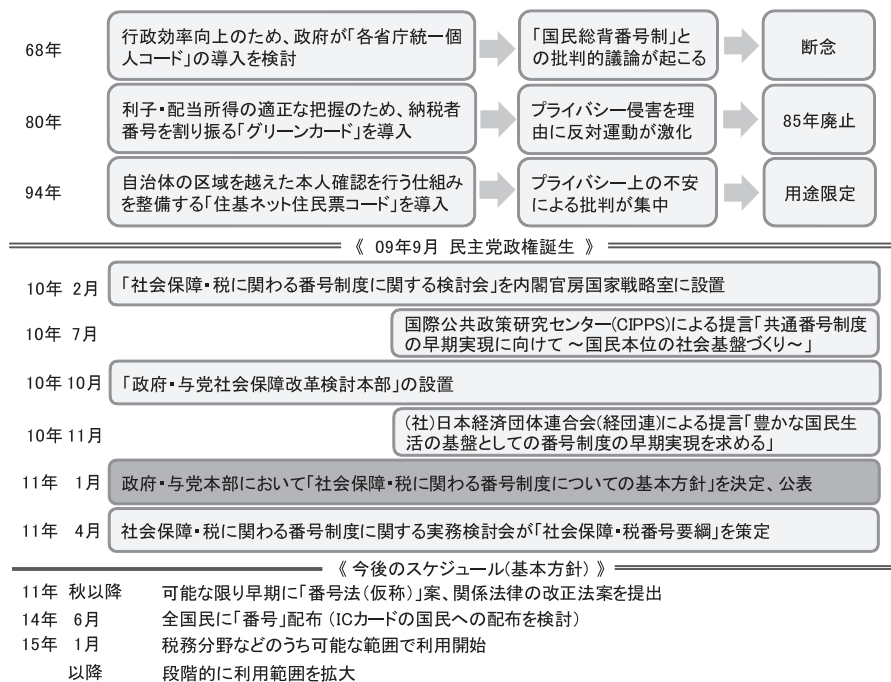 68年
行政効率向上のため、政府が「各省庁統一個
人コード」の導入を検討
「国民総背番号制」と
の批判的議論が起こる
断念
80年
利子・配当所得の適正な把握のため、納税者
番号を割り振る「グリーンカード」を導入
プライバシー侵害を理
由に反対運動が激化
85年廃止
94年
自治体の区域を越えた本人確認を行う仕組み
を整備する「住基ネット住民票コード」を導入
プライバシー上の不安
による批判が集中
用途限定
《 09年9月 民主党政権誕生 》
10年 2月
「社会保障・税に関わる番号制度に関する検討会」を内閣官房国家戦略室に設置
10年 7月
国際公共政策研究センター(CIPPS)による提言「共通番号制度
の早期実現に向けて ～国民本位の社会基盤づくり～」
10年 10月
「政府・与党社会保障改革検討本部」の設置
10年 11月
(社)日本経済団体連合会(経団連)による提言「豊かな国民生
活の基盤としての番号制度の早期実現を求める」
11年 1月
政府・与党本部において「社会保障・税に関わる番号制度についての基本方針」を決定、公表
11年 4月
社会保障・税に関わる番号制度に関する実務検討会が「社会保障・税番号要綱」を策定
《 今後のスケジュール(基本方針) 》
11年 秋以降 可能な限り早期に「番号法(仮称)」案、関係法律の改正法案を提出
14年 6月 全国民に「番号」配布 (ICカードの国民への配布を検討)
15年 1月 税務分野などのうち可能な範囲で利用開始
以降 段階的に利用範囲を拡大